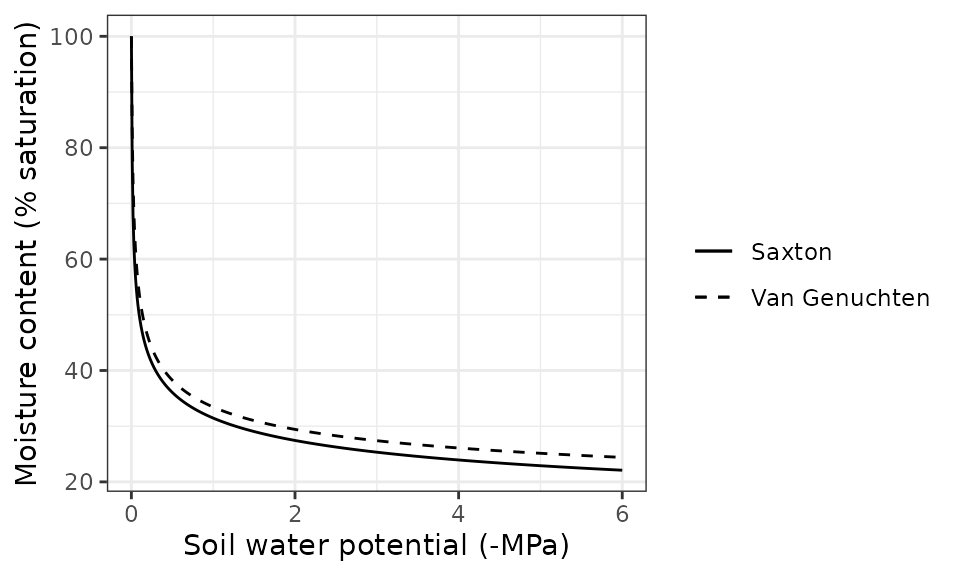 Moisture content (% saturation)
100
80
60
40
20
0 2 4 6
Soil water potential (-MPa)
Saxton
Van Genuchten